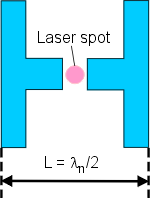 Laser spot
L = λn/2